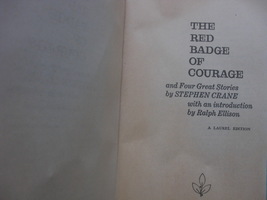 THE
RED
BADGE
OF
COURAGE
and Four Great Stories
by STEPHEN CRANE
with an introduction
by Ralph Ellison
A LAUREL EDITION